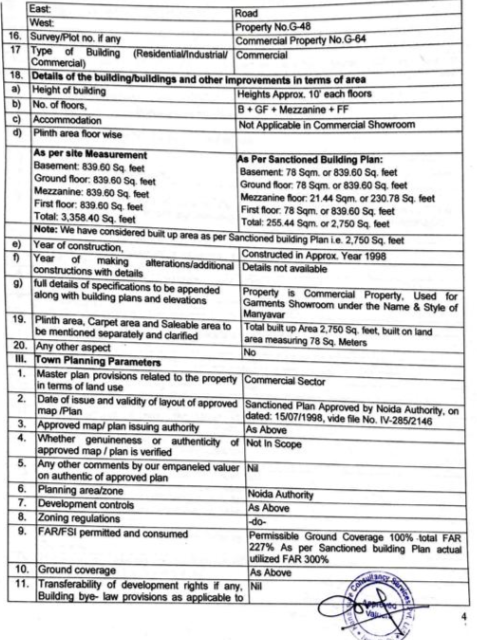 East:
Road
West:
Property No.G-48
16. Survey/Plot no. if any
Commercial Property No.G-64
17 Type of Building (Residential/Industrial/
Commercial)
Commercial
18. Details of the building/buildings and other Improvements in terms of area
a) Height of building
Heights Approx. 10' each floors
b) No. of floors,
B + GF + Mezzanine + FF
c) Accommodation
Not Applicable in Commercial Showroom
d) Plinth area floor wise
As per site Measurement
Basement: 839.60 Sq. feet
Ground floor: 839.60 Sq. feet
Mezzanine: 839.60 Sq. feet
First floor: 839.60 Sq. feet
Total: 3,358.40 Sq. feet
As Per Sanctioned Building Plan:
Basement: 78 Sqm. or 839.60 Sq. feet
Ground floor: 78 Sqm. or 839.60 Sq. feet
Mezzanine floor: 21.44 Sqm. or 230.78 Sq. feet
First floor: 78 Sqm. or 839.60 Sq. feet
Total: 255.44 Sqm. or 2,750 Sq. feet
Note: We have considered built up area as per Sanctioned building Plan i.e. 2,750 Sq. feet
e) Year of construction,
Constructed in Approx. Year 1998
f) Year of making alterations/additional
constructions with details
Details not available
g) full details of specifications to be appended
along with building plans and elevations
Property is Commercial Property, Used for
Garments Showroom under the Name & Style of
Manyavar
19. Plinth area, Carpet area and Saleable area to
be mentioned separately and clarified
Total built up Area 2,750 Sq. feet, built on land
area measuring 78 Sq. Meters
20. Any other aspect
No
III. Town Planning Parameters
1. Master plan provisions related to the property
in terms of land use
Commercial Sector
2. Date of issue and validity of layout of approved
map /Plan
Sanctioned Plan Approved by Noida Authority, on
dated: 15/07/1998, vide file No. IV-285/2146
3. Approved map/ plan issuing authority
As Above
4. Whether genuineness or authenticity of
approved map / plan is verified
Not In Scope
5. Any other comments by our empaneled valuer
on authentic of approved plan
Nil
6. Planning area/zone
Noida Authority
7. Development controls
As Above
8. Zoning regulations
-do-
9. FAR/FSI permitted and consumed
Permissible Ground Coverage 100% total FAR
227% As per Sanctioned building Plan actual
utilized FAR 300%
10. Ground coverage
As Above
11. Transferability of development rights if any,
Building bye- law provisions as applicable to
Nil
Consultancy Services
Approved
4